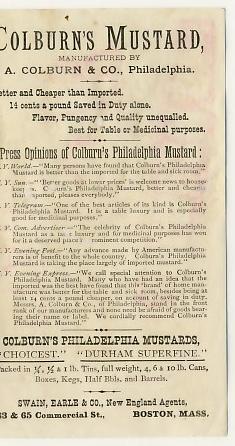 COLBURN'S MUSTARD,
MANUFACTURED BY
A. COLBURN & CO., Philadelphia.
etter and Cheaper than Imported.
14 cents a pound Saved in Duty alone.
Flavor, Pungency and Quality unequalled.
Best for Table or Medicinal purposes.
Press Opinions of Colburn's Philadelphia Mustard:
Y. World.—"Many persons have found that Colburn's Philadelphia
Mustard is better than the imported for the table and sick room."
Y. Sun.—"'Better goods at lower prices' is welcome news to house-
Mustard, better and cheaper
than imported, pleases everybody."
Y. Telegram—"One of the best articles of its kind is Colburn's
Philadelphia Mustard. It is a table luxury and is especially
good for medicinal purposes."
Y. Com. Advertiser—"The celebrity of Colburn's Philadelphia
Mustard as a table luxury and for medicinal purposes has won
for it a deserved place prominent competition."
Y. Evening Post.—"Any advance made by American manufactu-
rers is of benefit to the whole country. Colburn's Philadelphia
Mustard is taking the place largely of imported mustard."
Y. Evening Express.—"We call special attention to Colburn's
Philadelphia Mustard. Many who have had an idea that the
imported was the best have found that this brand of home man-
ufacture was better for the table and sick room, besides being at
least 14 cents a pound cheaper, on account of saving in duty.
Messrs. A. Colburn & Co., of Philadelphia, stand in the front
rank of our manufacturers and none need be afraid of goods bear-
ing their name or label. We cordially recommend Colburn's
Philadelphia Mustard."
COLBURN'S PHILADELPHIA MUSTARDS,
"CHOICEST." "DURHAM SUPERFINE."
Packed in ¼, ½ & 1 lb. Tins, full weight, 4, 6 & 10 lb. Cans,
Boxes, Kegs, Half Bbls. and Barrels.
SWAIN, EARLE & CO., New England Agents,
63 & 65 Commercial St., BOSTON, MASS.